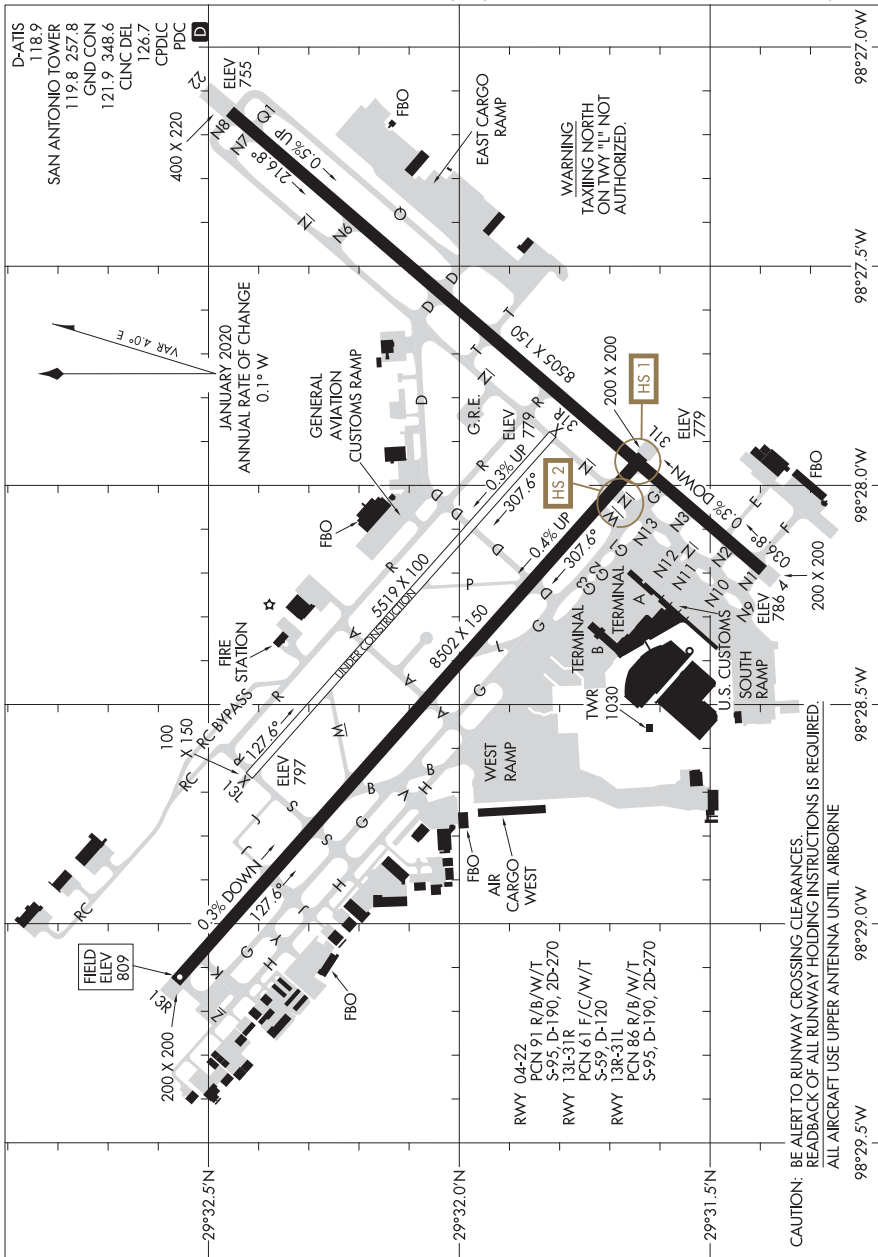 D-ATIS
118.9
SAN ANTONIO TOWER
119.8 257.8
GND CON
121.9 348.6
CLNC DEL
126.7
CPDLC
PDC
D
JANUARY 2020
ANNUAL RATE OF CHANGE
0.1° W
VAR 4.0° E
22
ELEV
755
400 X 220
N8
N7
Q1
0.5% UP
216.8°
N
N6
Q
FBO
EAST CARGO
RAMP
WARNING
TAXIING NORTH
ON TWY "L" NOT
AUTHORIZED.
GENERAL
AVIATION
CUSTOMS RAMP
D
D
D
T
T
N
G.R.E.
8505 X 150
R
R
ELEV
779
31R
0.3% UP
307.6°
200 X 200
HS 1
HS 2
31L
ELEV
779
FBO
FIRE
STATION
RC BYPASS
RC
RC
100
X 150
13L
R
R
R
127.6°
ELEV
797
5519 X 100
UNDER CONSTRUCTION
A
D
D
D
P
N
0.4% UP
307.6°
8502 X 150
A
A
W
W
N
G
G1
G2
G3
N13
N3
0.3% DOWN
036.8°
E
F
FBO
N12
N11
N10
N9
N2
N1
N
4
ELEV
786
200 X 200
TERMINAL
A
TERMINAL
B
U.S. CUSTOMS
SOUTH
RAMP
TWR
1030
WEST
RAMP
L
G
G
G
G
B
B
V
H
H
H
S
S
J
J
J
K
Y
Z
0.3% DOWN
127.6°
FIELD
ELEV
809
13R
200 X 200
FBO
FBO
AIR
CARGO
WEST
RWY 04-22
PCN 91 R/B/W/T
S-95, D-190, 2D-270
RWY 13L-31R
PCN 61 F/C/W/T
S-59, D-120
RWY 13R-31L
PCN 86 R/B/W/T
S-95, D-190, 2D-270
CAUTION: BE ALERT TO RUNWAY CROSSING CLEARANCES.
READBACK OF ALL RUNWAY HOLDING INSTRUCTIONS IS REQUIRED.
ALL AIRCRAFT USE UPPER ANTENNA UNTIL AIRBORNE
29°32.5'N
29°32.0'N
29°31.5'N
98°29.5'W
98°29.0'W
98°28.5'W
98°28.0'W
98°27.5'W
98°27.0'W